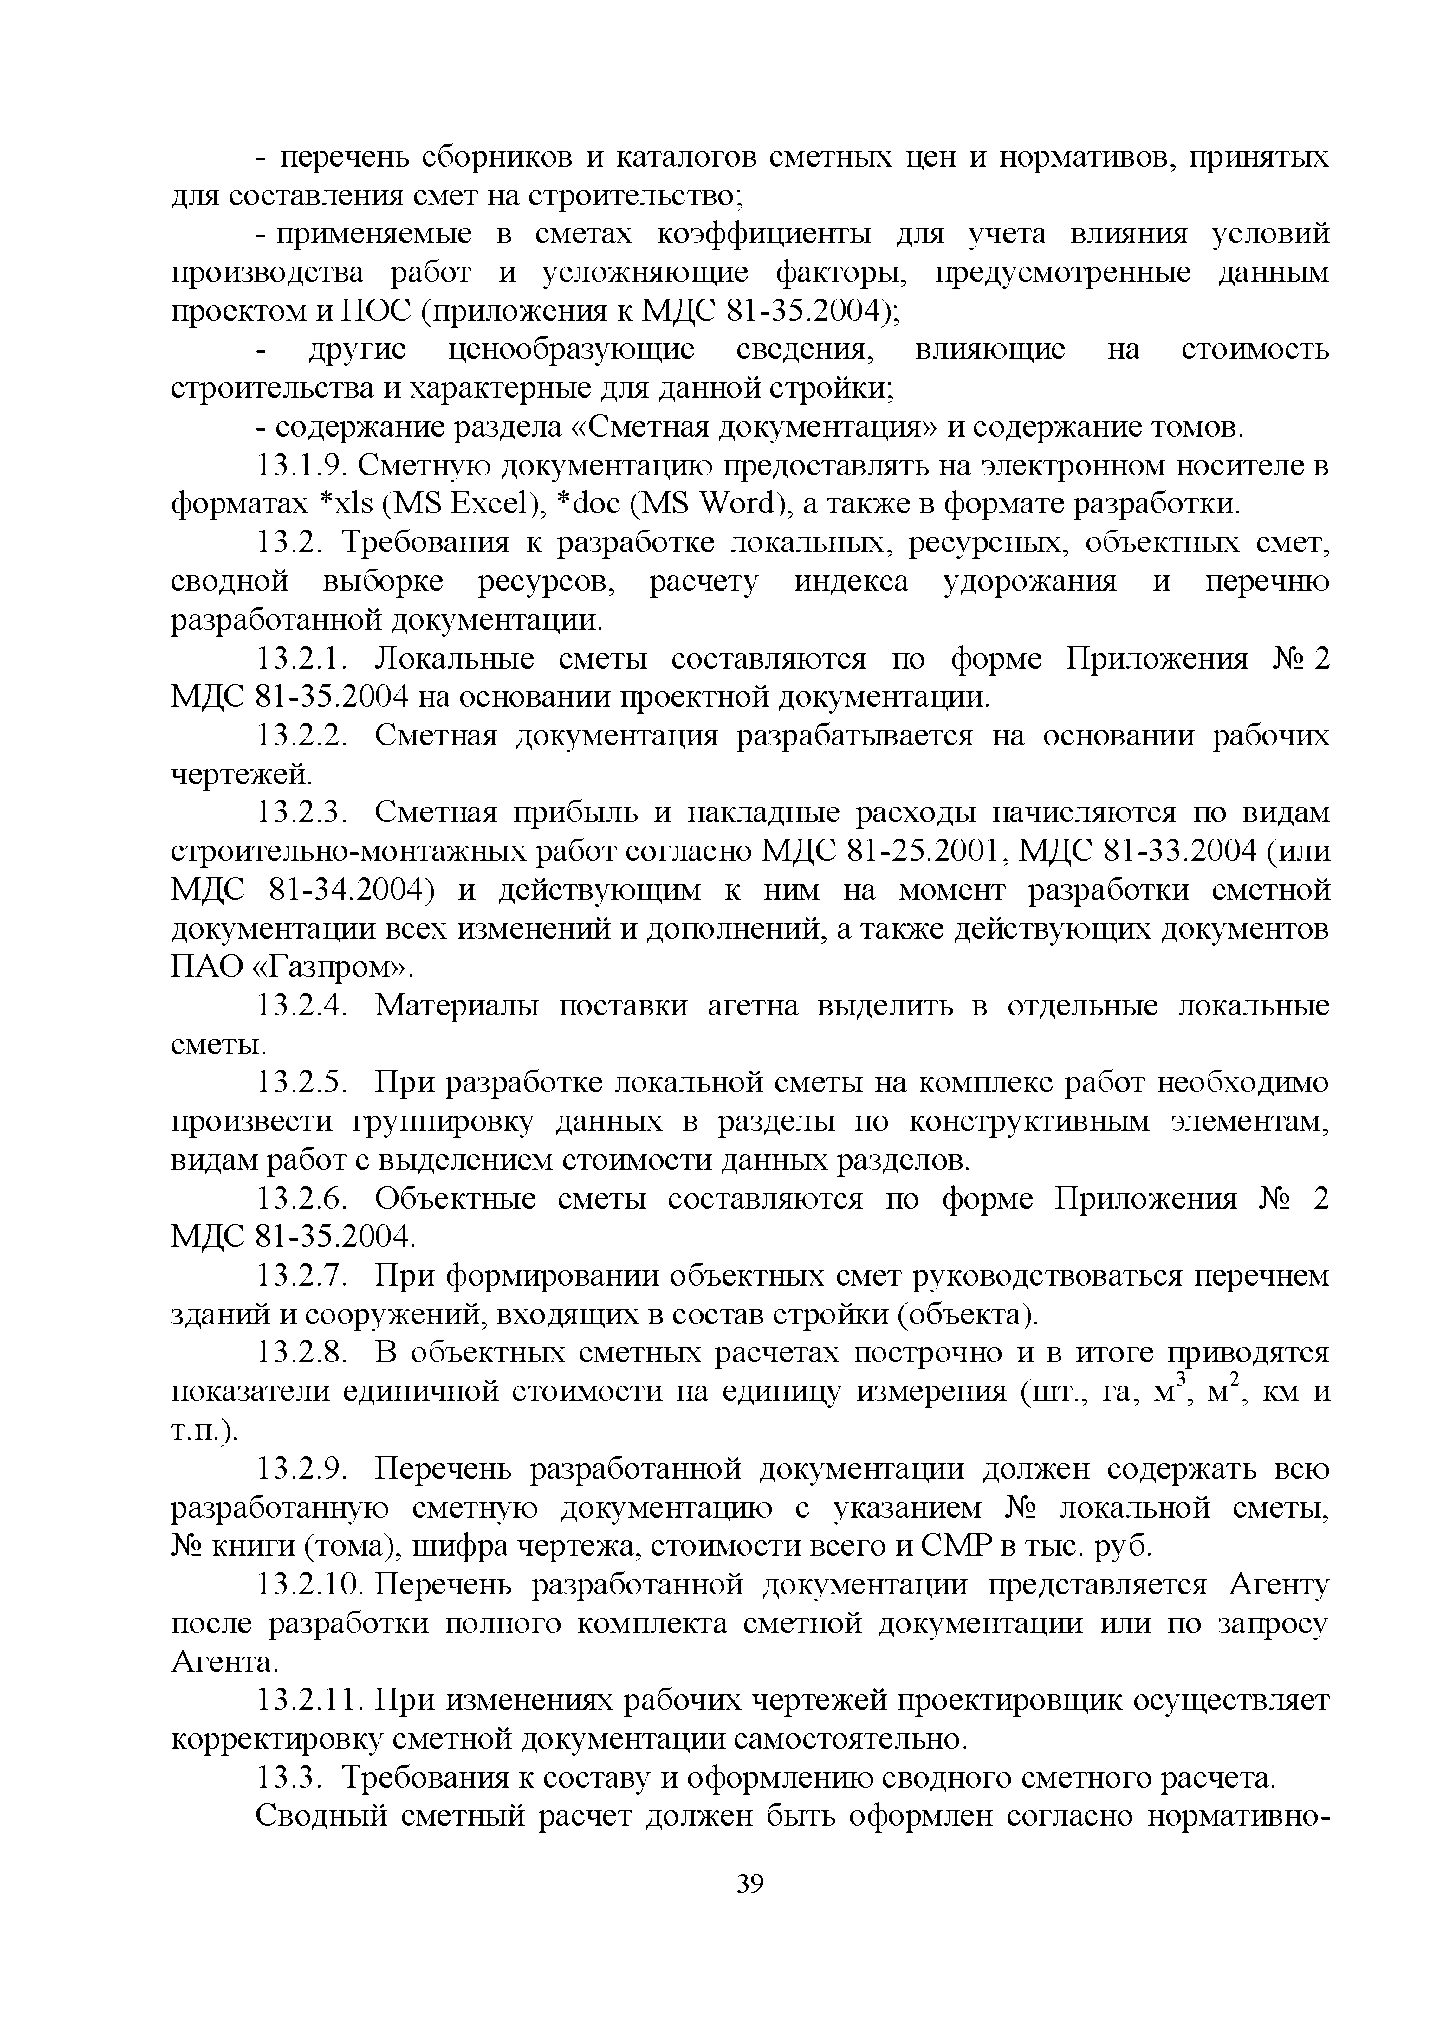 - перечень сборников и каталогов сметных цен и нормативов, принятых
для составления смет на строительство;
- применяемые в сметах коэффициенты для учета влияния условий
производства работ и усложняющие факторы, предусмотренные данным
проектом и ПОС (приложения к МДС 81-35.2004);
- другие ценообразующие сведения, влияющие на стоимость
строительства и характерные для данной стройки;
- содержание раздела «Сметная документация» и содержание томов.
13.1.9. Сметную документацию предоставлять на электронном носителе в
форматах *xls (MS Excel), *doc (MS Word), а также в формате разработки.
13.2. Требования к разработке локальных, ресурсных, объектных смет,
сводной выборке ресурсов, расчету индекса удорожания и перечню
разработанной документации.
13.2.1. Локальные сметы составляются по форме Приложения № 2
МДС 81-35.2004 на основании проектной документации.
13.2.2. Сметная документация разрабатывается на основании рабочих
чертежей.
13.2.3. Сметная прибыль и накладные расходы начисляются по видам
строительно-монтажных работ согласно МДС 81-25.2001, МДС 81-33.2004 (или
МДС 81-34.2004) и действующим к ним на момент разработки сметной
документации всех изменений и дополнений, а также действующих документов
ПАО «Газпром».
13.2.4. Материалы поставки агетна выделить в отдельные локальные
сметы.
13.2.5. При разработке локальной сметы на комплекс работ необходимо
произвести группировку данных в разделы по конструктивным элементам,
видам работ с выделением стоимости данных разделов.
13.2.6. Объектные сметы составляются по форме Приложения № 2
МДС 81-35.2004.
13.2.7. При формировании объектных смет руководствоваться перечнем
зданий и сооружений, входящих в состав стройки (объекта).
13.2.8. В объектных сметных расчетах построчно и в итоге приводятся
показатели единичной стоимости на единицу измерения (шт., га, м³, м², км и
т.п.).
13.2.9. Перечень разработанной документации должен содержать всю
разработанную сметную документацию с указанием № локальной сметы,
№ книги (тома), шифра чертежа, стоимости всего и СМР в тыс. руб.
13.2.10. Перечень разработанной документации представляется Агенту
после разработки полного комплекта сметной документации или по запросу
Агента.
13.2.11. При изменениях рабочих чертежей проектировщик осуществляет
корректировку сметной документации самостоятельно.
13.3. Требования к составу и оформлению сводного сметного расчета.
Сводный сметный расчет должен быть оформлен согласно нормативно-
39